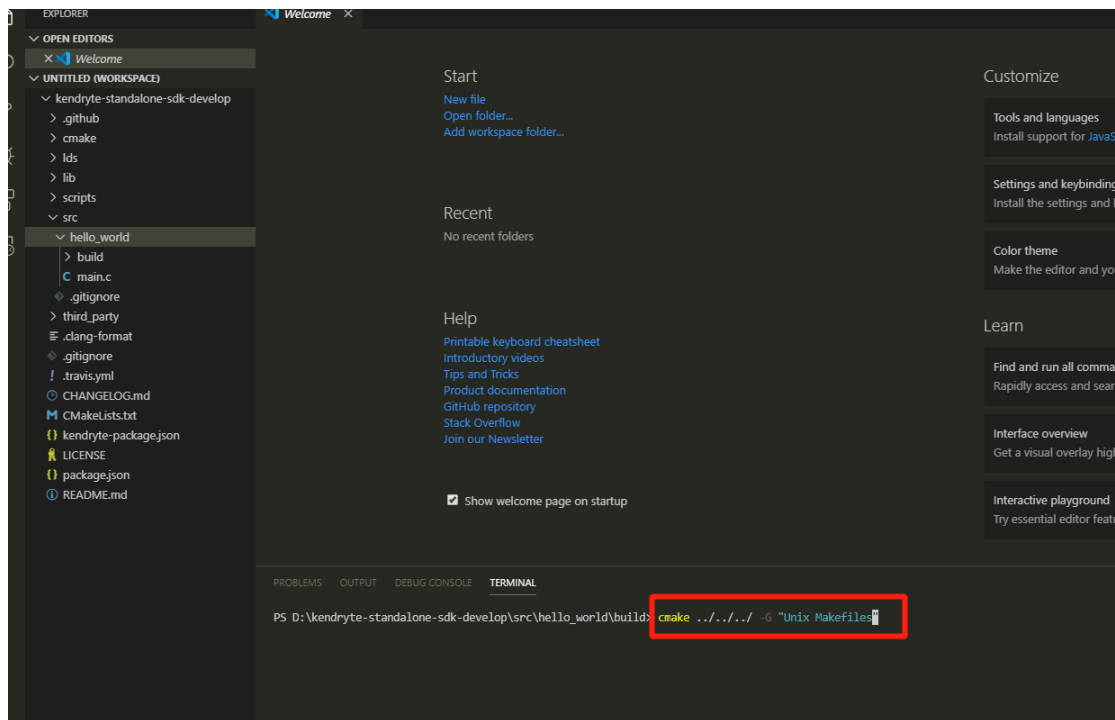 EXPLORER
Welcome
OPEN EDITORS
Welcome
UNTITLED (WORKSPACE)
kendryte-standalone-sdk-develop
.github
cmake
lds
lib
scripts
src
hello_world
build
C main.c
.gitignore
third_party
.clang-format
.gitignore
! .travis.yml
CHANGELOG.md
M CMakeLists.txt
{} kendryte-package.json
LICENSE
{} package.json
README.md
Start
New file
Open folder...
Add workspace folder...
Recent
No recent folders
Help
Printable keyboard cheatsheet
Introductory videos
Tips and Tricks
Product documentation
GitHub repository
Stack Overflow
Join our Newsletter
Show welcome page on startup
Customize
Tools and languages
Install support for
Settings and keybinding
Install the settings and
Color theme
Make the editor and
Learn
Find and run all
Rapidly access and
Interface overview
Get a visual overlay
Interactive playground
Try essential editor
PROBLEMS OUTPUT DEBUG CONSOLE TERMINAL
PS D:\kendryte-standalone-sdk-develop\src\hello_world\build> cmake ../../../ -G "Unix Makefiles"